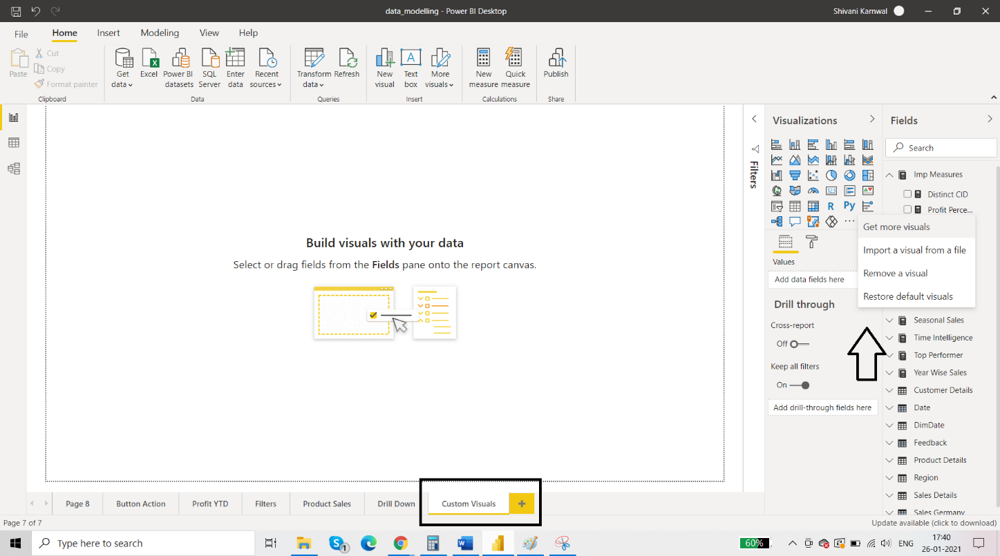 data_modelling - Power BI Desktop
Shivani Karnwal
File Home Insert Modeling View Help
Paste
Cut
Copy
Format painter
Clipboard
Get data
Excel
Power BI datasets
SQL Server
Enter data
Recent sources
Data
Transform data
Refresh
Queries
New visual
Text box
More visuals
Insert
New measure
Quick measure
Calculations
Publish
Share
Build visuals with your data
Select or drag fields from the Fields pane onto the report canvas.
Filters
Visualizations
123
R
Py
Get more visuals
Import a visual from a file
Remove a visual
Restore default visuals
Values
Add data fields here
Drill through
Cross-report
Off
Keep all filters
On
Add drill-through fields here
Fields
Search
Imp Measures
Distinct CID
Profit Perce...
Seasonal Sales
Time Intelligence
Top Performer
Year Wise Sales
Customer Details
Date
DimDate
Feedback
Product Details
Region
Sales Details
Sales Germany
Page 8 Button Action Profit YTD Filters Product Sales Drill Down Custom Visuals +
Page 7 of 7
Update available (click to download)
Type here to search
1
60%
ENG
17:40
26-01-2021